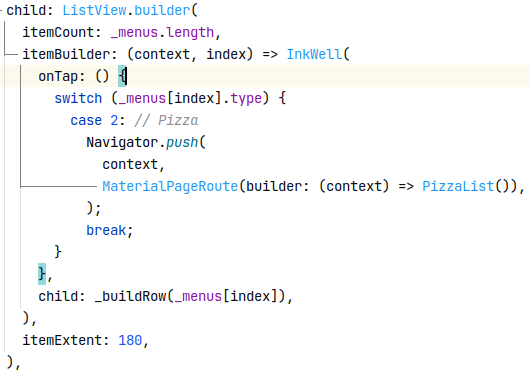 child: ListView.builder(
  itemCount: _menus.length,
  itemBuilder: (context, index) => InkWell(
    onTap: () {
      switch (_menus[index].type) {
        case 2: // Pizza
          Navigator.push(
            context,
            MaterialPageRoute(builder: (context) => PizzaList()),
          );
          break;
      }
    },
    child: _buildRow(_menus[index]),
  ),
  itemExtent: 180,
),